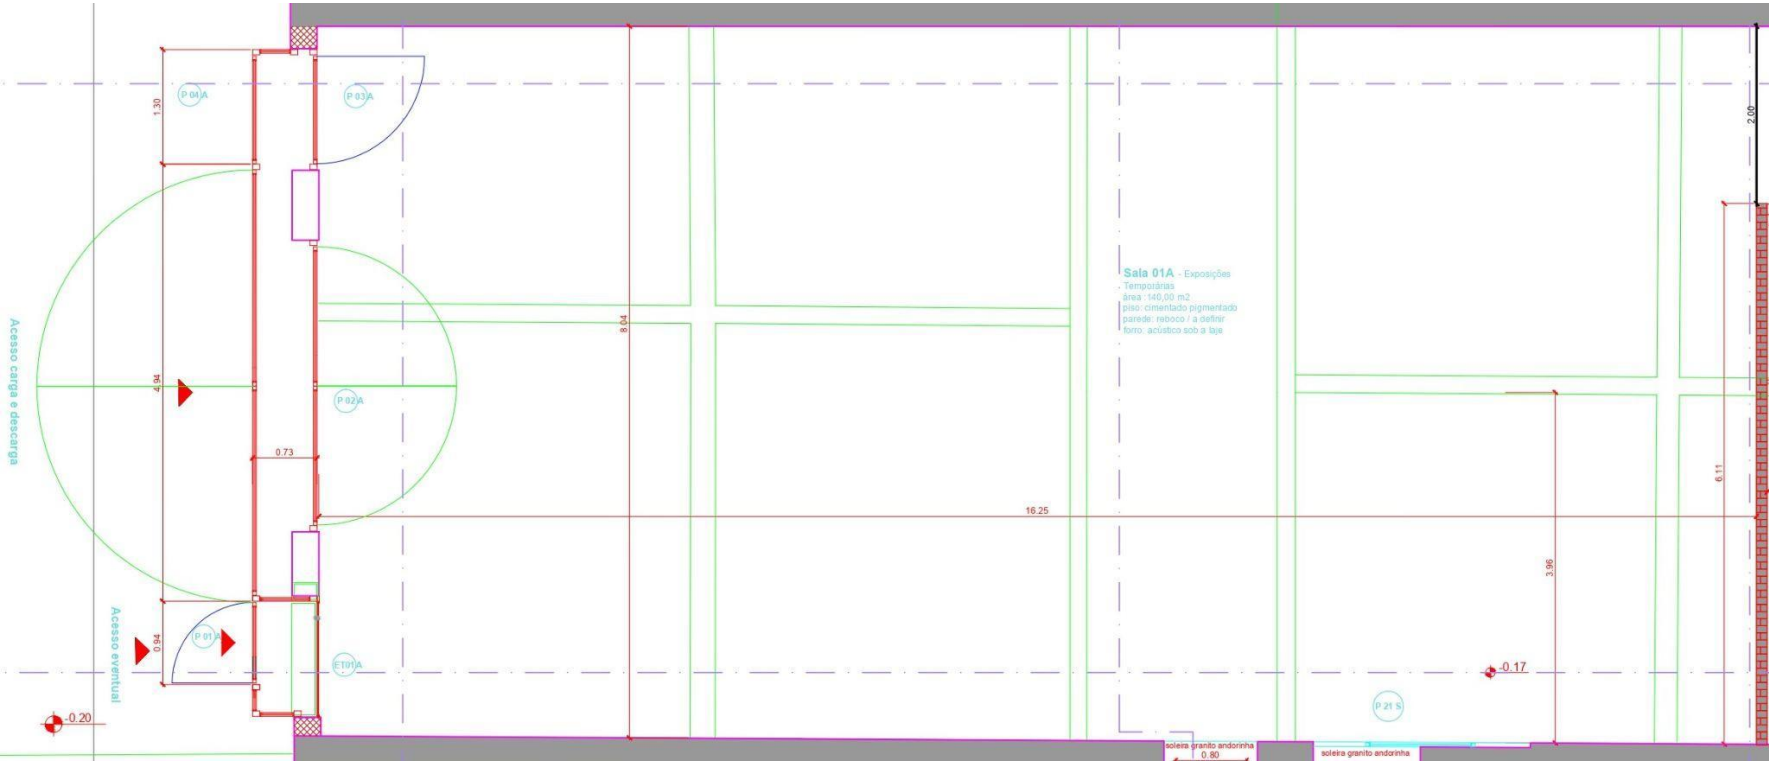 P 04 A
P 03 A
1.30
2.00
Sala 01A - Exposições
Temporárias
área : 140,00 m2
piso: cimentado pigmentado
parede: reboco / a definir
forro: acústico sob a laje
Acesso carga e descarga
8.04
4.94
P 02 A
0.73
6.11
16.25
3.96
Acesso eventual
0.94
P 01 A
ET01A
-0.17
-0.20
P 21 S
soleira granito andorinha
0.80
soleira granito andorinha